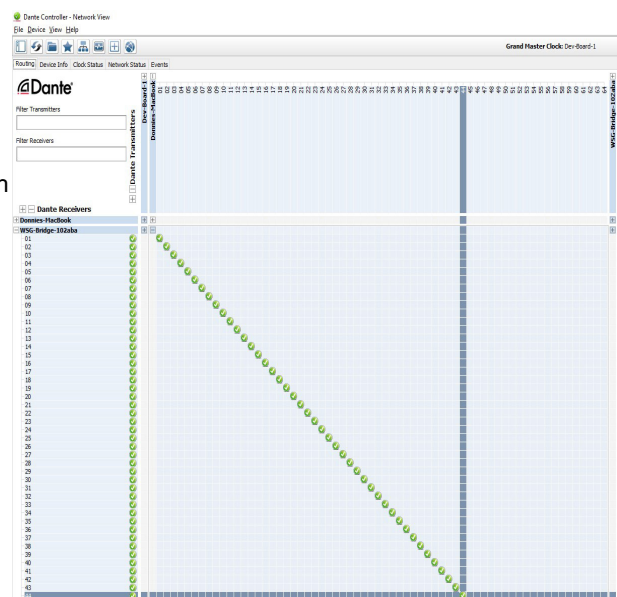 Dante Controller - Network View
File Device View Help
Grand Master Clock: Dev-Board-1
Routing Device Info Clock Status Network Status Events
Dante
Filter Transmitters
Filter Receivers
Dante Transmitters
Dev-Board-1
Donnies-MacBook
01 02 03 04 05 06 07 08 09 10 11 12 13 14 15 16 17 18 19 20 21 22 23 24 25 26 27 28 29 30 31 32 33 34 35 36 37 38 39 40 41 42 43 44 45 46 47 48 49 50 51 52 53 54 55 56 57 58 59 60 61 62 63 64
WSG-Bridge-102aba
n
Dante Receivers
Donnies-MacBook
WSG-Bridge-102aba
01
02
03
04
05
06
07
08
09
10
11
12
13
14
15
16
17
18
19
20
21
22
23
24
25
26
27
28
29
30
31
32
33
34
35
36
37
38
39
40
41
42
43